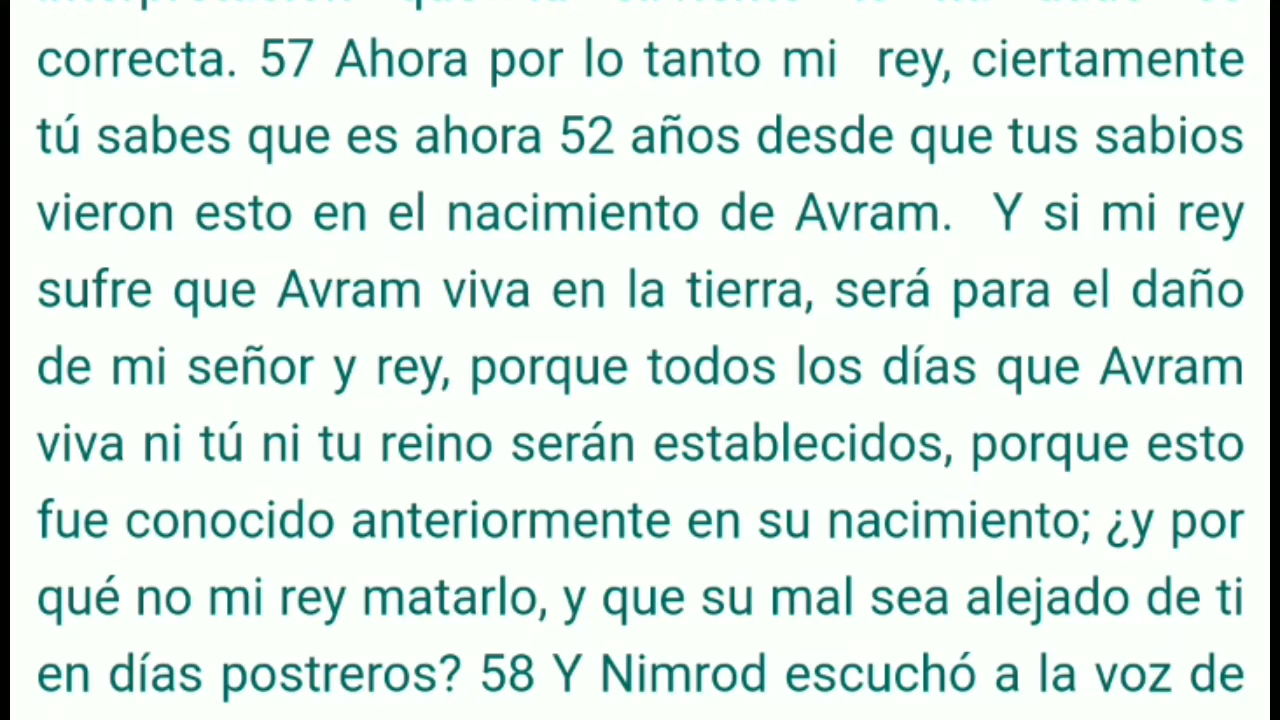 correcta. 57 Ahora por lo tanto mi  rey, ciertamente
tú sabes que es ahora 52 años desde que tus sabios
vieron esto en el nacimiento de Avram.  Y si mi rey
sufre que Avram viva en la tierra, será para el daño
de mi señor y rey, porque todos los días que Avram
viva ni tú ni tu reino serán establecidos, porque esto
fue conocido anteriormente en su nacimiento; ¿y por
qué no mi rey matarlo, y que su mal sea alejado de ti
en días postreros? 58 Y Nimrod escuchó a la voz de